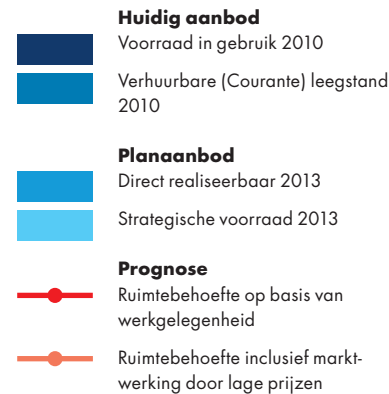 Huidig aanbod
Voorraad in gebruik 2010
Verhuurbare (Courante) leegstand
2010
Planaanbod
Direct realiseerbaar 2013
Strategische voorraad 2013
Prognose
Ruimtebehoefte op basis van
werkgelegenheid
Ruimtebehoefte inclusief markt-
werking door lage prijzen